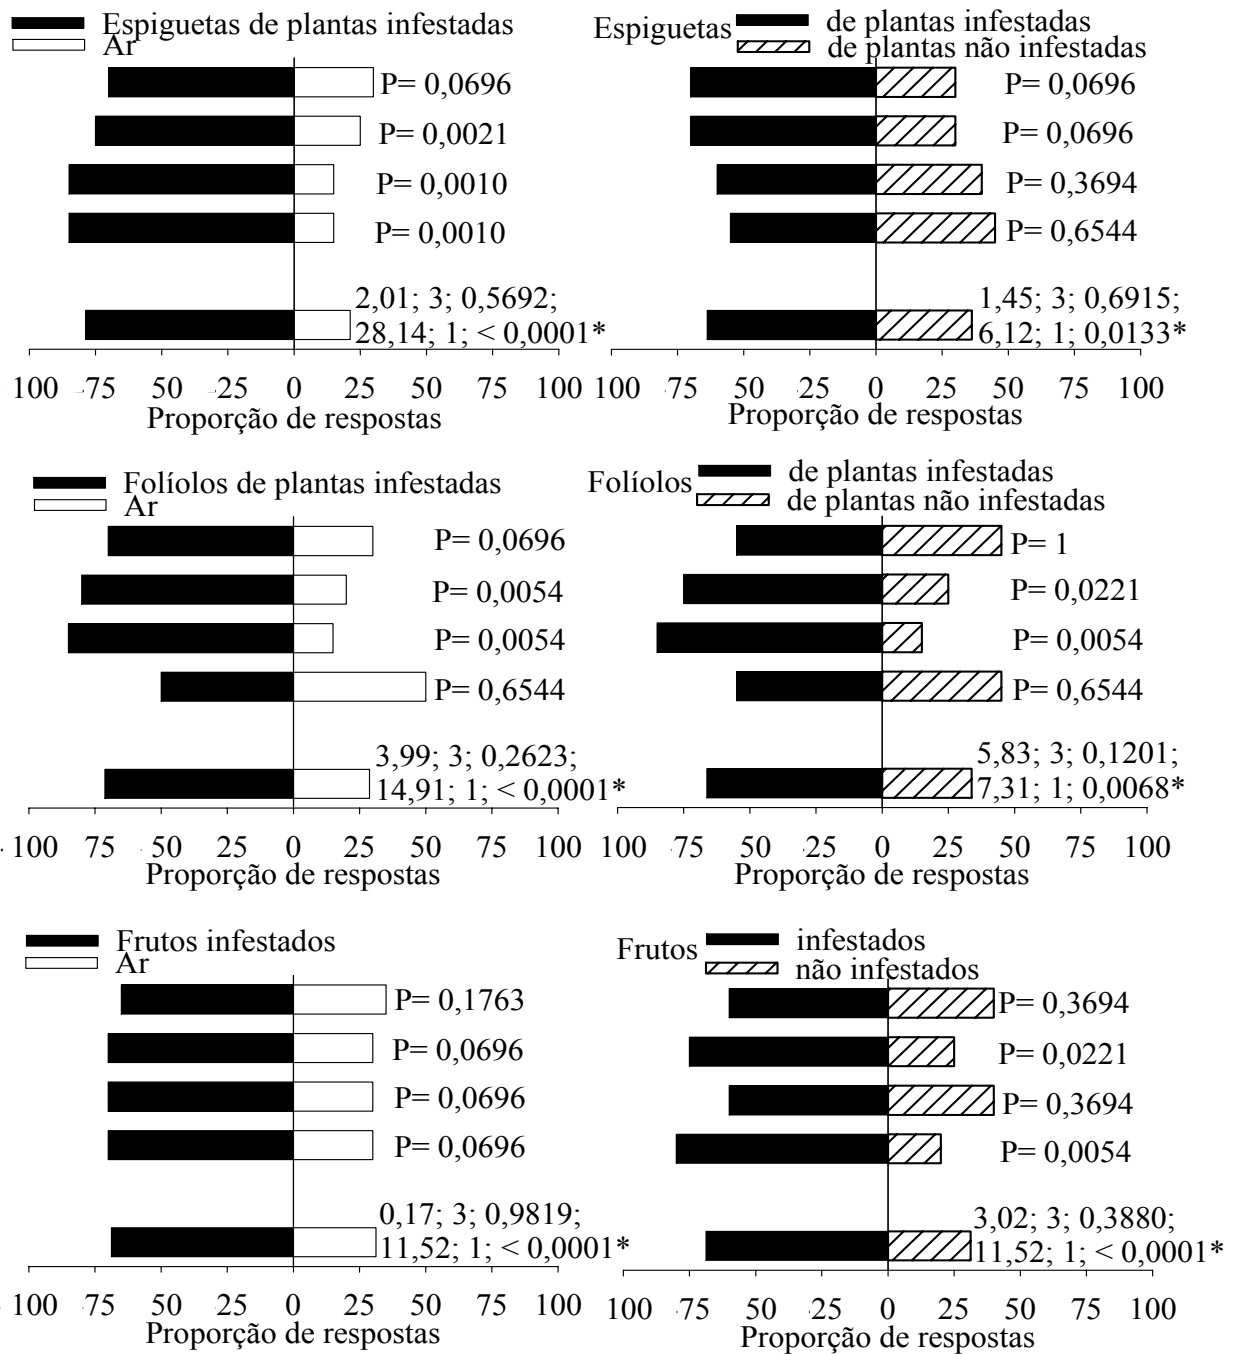 Espiguetas de plantas infestadas
Ar
P= 0,0696
P= 0,0021
P= 0,0010
P= 0,0010
2,01; 3; 0,5692;
28,14; 1; < 0,0001*
100 -75 -50 -25 0 25 50 75 100
Proporção de respostas
Espiguetas
de plantas infestadas
de plantas não infestadas
P= 0,0696
P= 0,0696
P= 0,3694
P= 0,6544
1,45; 3; 0,6915;
6,12; 1; 0,0133*
100 75 50 25 0 25 50 75 100
Proporção de respostas
Folíolos de plantas infestadas
Ar
P= 0,0696
P= 0,0054
P= 0,0054
P= 0,6544
3,99; 3; 0,2623;
14,91; 1; < 0,0001*
100 75 50 25 0 25 50 75 100
Proporção de respostas
Folíolos
de plantas infestadas
de plantas não infestadas
P= 1
P= 0,0221
P= 0,0054
P= 0,6544
5,83; 3; 0,1201;
7,31; 1; 0,0068*
100 75 50 25 0 25 50 75 100
Proporção de respostas
Frutos infestados
Ar
P= 0,1763
P= 0,0696
P= 0,0696
P= 0,0696
0,17; 3; 0,9819;
11,52; 1; < 0,0001*
100 75 50 25 0 25 50 75 100
Proporção de respostas
Frutos
infestados
não infestados
P= 0,3694
P= 0,0221
P= 0,3694
P= 0,0054
3,02; 3; 0,3880;
11,52; 1; < 0,0001*
100 75 50 25 0 25 50 75 100
Proporção de respostas